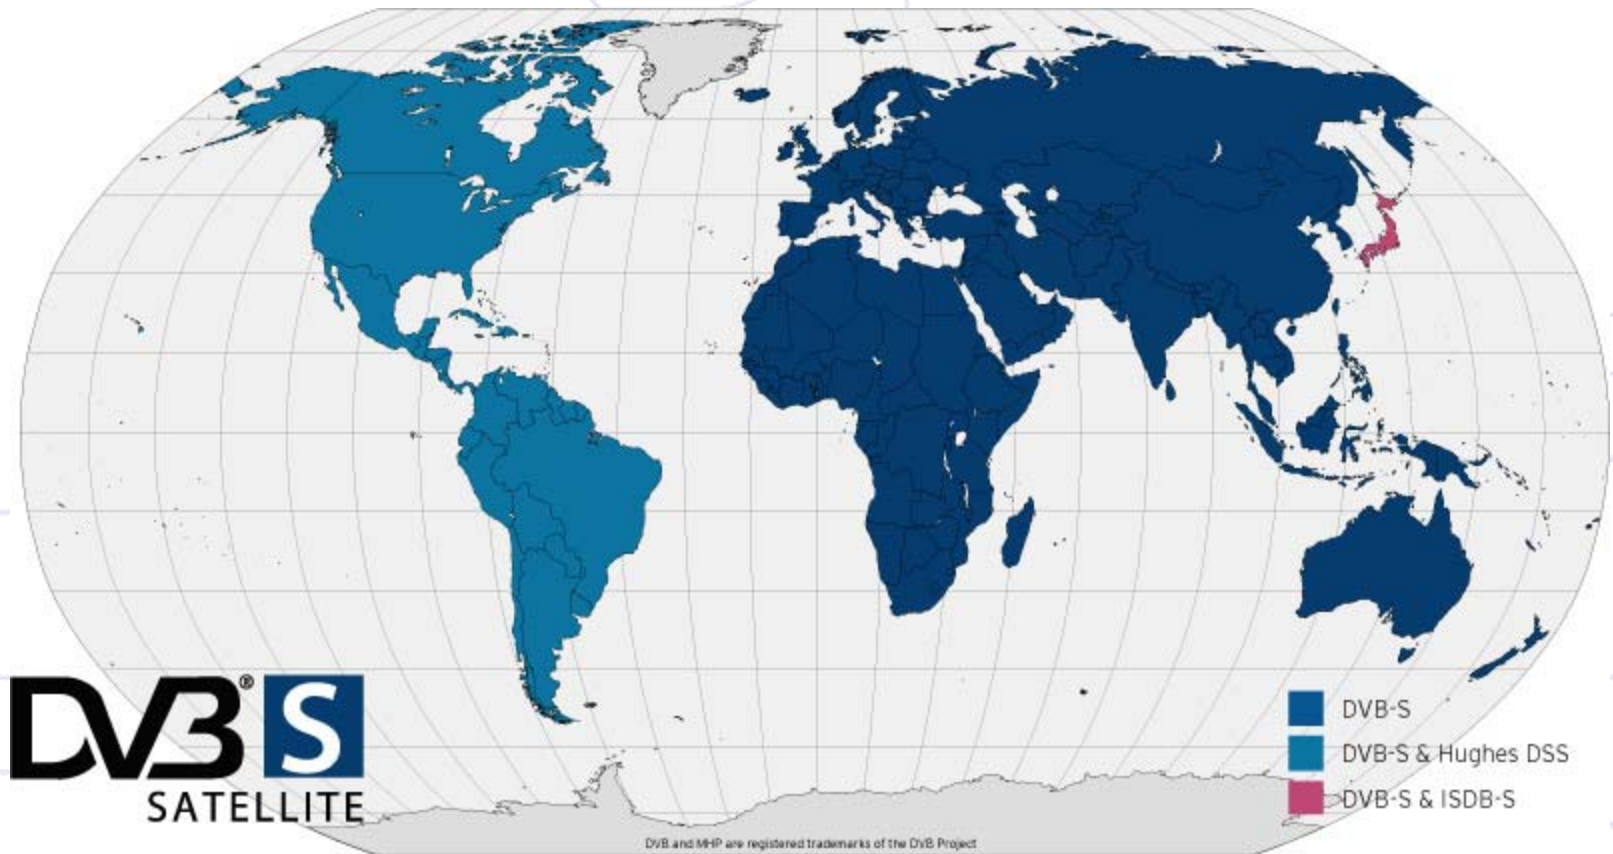 DVB® S
SATELLITE
DVB-S
DVB-S & Hughes DSS
DVB-S & ISDB-S
DVB and MHP are registered trademarks of the DVB Project